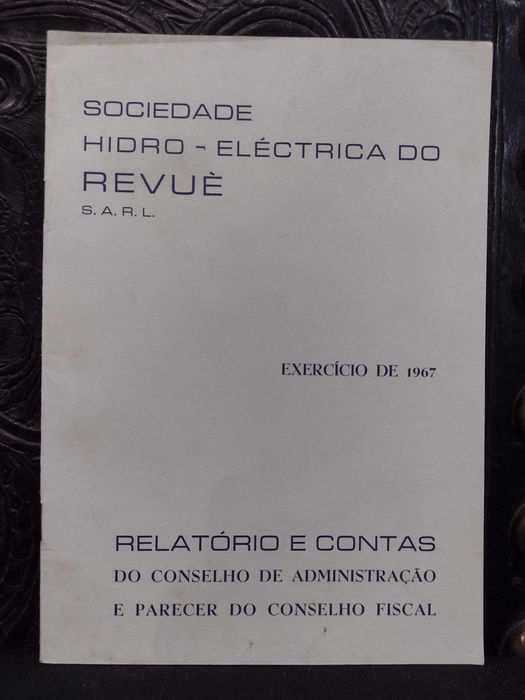 SOCIEDADE
HIDRO - ELÉCTRICA DO
REVUÈ
S. A. R. L.
EXERCÍCIO DE 1967
RELATÓRIO E CONTAS
DO CONSELHO DE ADMINISTRAÇÃO
E PARECER DO CONSELHO FISCAL